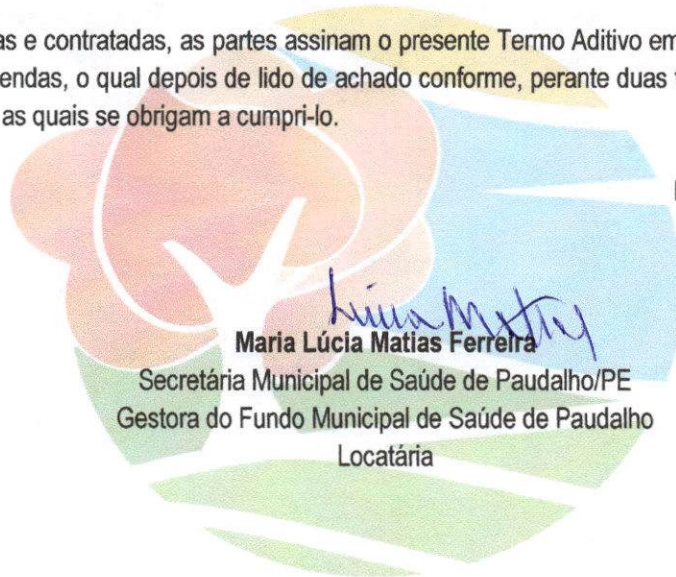 as e contratadas, as partes assinam o presente Termo Aditivo em
endas, o qual depois de lido de achado conforme, perante duas
as quais se obrigam a cumpri-lo.
Lúcia Matias
Maria Lúcia Matias Ferreira
Secretária Municipal de Saúde de Paudalho/PE
Gestora do Fundo Municipal de Saúde de Paudalho
Locatária